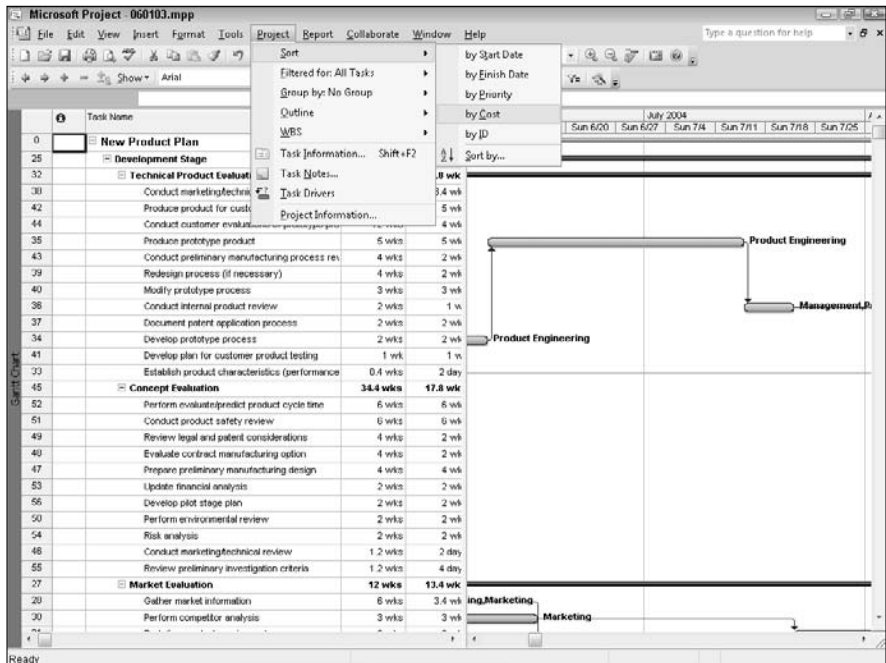 Microsoft Project - 060103.mpp
File Edit View Insert Format Tools Project Report Collaborate Window Help
Type a question for help
Show Arial
Sort
Filtered for: All Tasks
Group by: No Group
Outline
WBS
Task Information... Shift+F2
Task Notes...
Task Drivers
Project Information...
by Start Date
by Finish Date
by Priority
by Cost
by ID
Sort by...
Task Name
July 2004
Sun 6/20 Sun 6/27 Sun 7/4 Sun 7/11 Sun 7/18 Sun 7/25
0 New Product Plan
25 Development Stage
32 Technical Product Evaluati .8 wk
38 Conduct marketing/technic 3.4 wk
42 Produce product for custo 5 wk
44 Conduct customer evaluations of prototype pro 4 wk
35 Produce prototype product 5 wks 5 wk Product Engineering
43 Conduct preliminary manufacturing process rev 4 wks 2 wk
39 Redesign process (if necessary) 4 wks 2 wk
40 Modify prototype process 3 wks 3 wk
36 Conduct internal product review 2 wks 1 w Management,P
37 Document patent application process 2 wks 2 wk
34 Develop prototype process 2 wks 2 wk Product Engineering
41 Develop plan for customer product testing 1 wk 1 w
33 Establish product characteristics (performance 0.4 wks 2 day
45 Concept Evaluation 34.4 wks 17.8 wk
52 Perform evaluate/predict product cycle time 6 wks 6 wk
51 Conduct product safety review 6 wks 6 wk
49 Review legal and patent considerations 4 wks 2 wk
48 Evaluate contract manufacturing option 4 wks 2 wk
47 Prepare preliminary manufacturing design 4 wks 4 wk
53 Update financial analysis 2 wks 2 wk
56 Develop pilot stage plan 2 wks 2 wk
50 Perform environmental review 2 wks 2 wk
54 Risk analysis 2 wks 2 wk
46 Conduct marketing/technical review 1.2 wks 2 day
55 Review preliminary investigation criteria 1.2 wks 4 day
27 Market Evaluation 12 wks 13.4 wk
28 Gather market information 6 wks 3.4 wk ing,Marketing
30 Perform competitor analysis 3 wks 3 wk Marketing
Gantt Chart
Ready